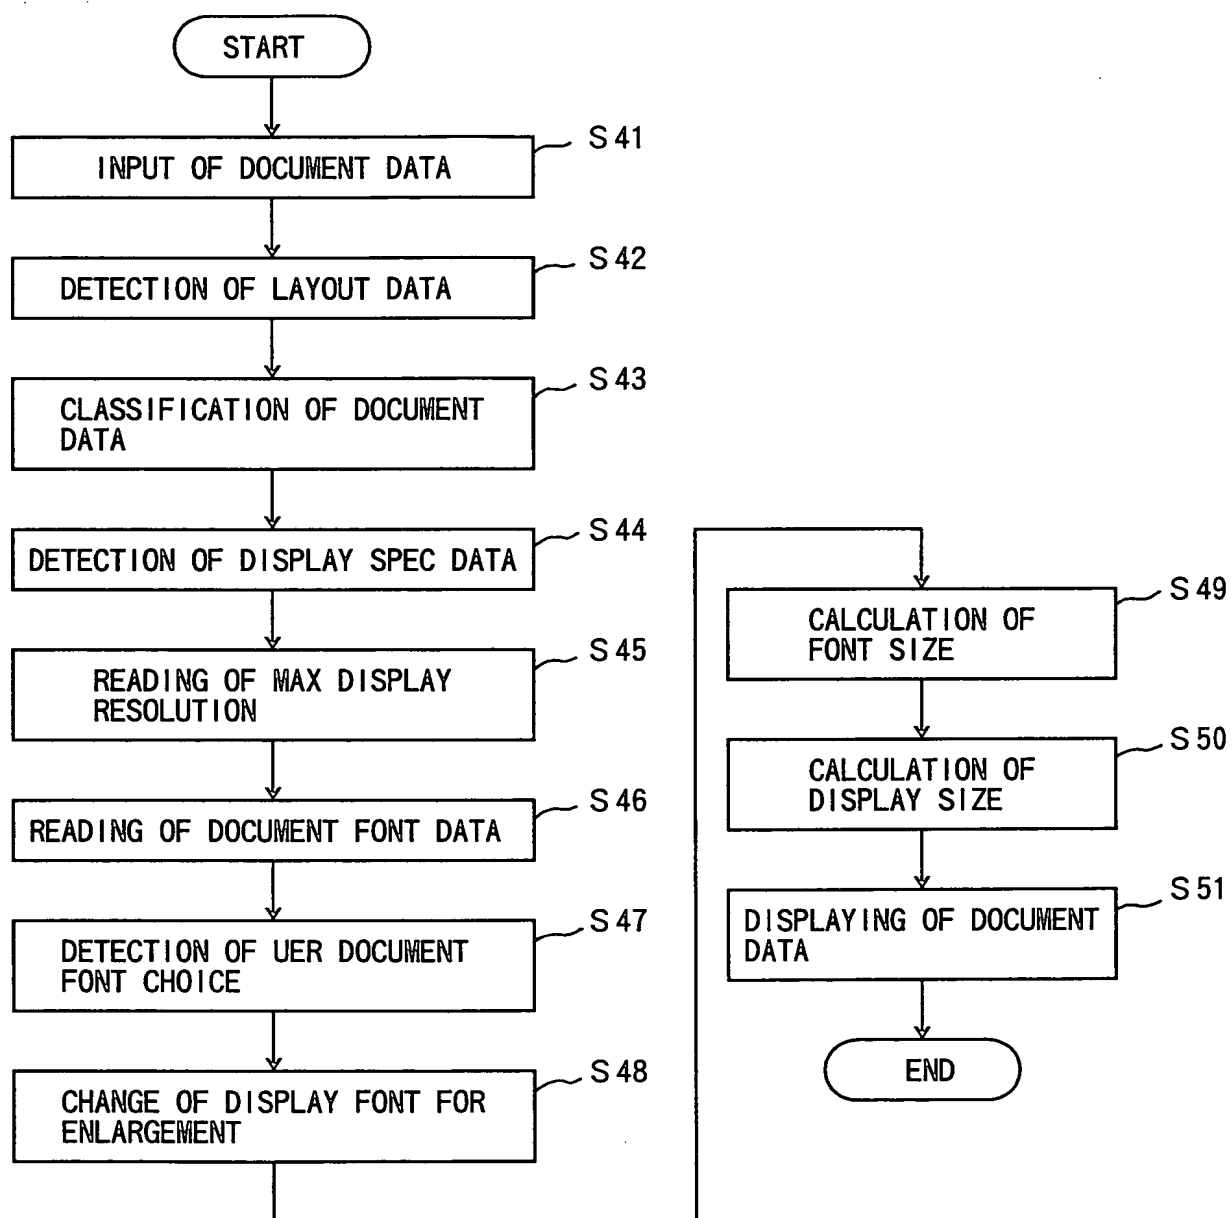 START
S41
INPUT OF DOCUMENT DATA
S42
DETECTION OF LAYOUT DATA
S43
CLASSIFICATION OF DOCUMENT
DATA
S44
DETECTION OF DISPLAY SPEC DATA
S45
READING OF MAX DISPLAY
RESOLUTION
S46
READING OF DOCUMENT FONT DATA
S47
DETECTION OF UER DOCUMENT
FONT CHOICE
S48
CHANGE OF DISPLAY FONT FOR
ENLARGEMENT
S49
CALCULATION OF
FONT SIZE
S50
CALCULATION OF
DISPLAY SIZE
S51
DISPLAYING OF DOCUMENT
DATA
END